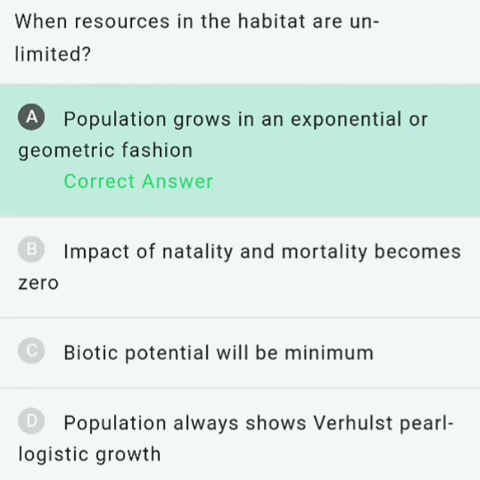 When resources in the habitat are un-
limited?
A Population grows in an exponential or
geometric fashion
Correct Answer
B Impact of natality and mortality becomes
zero
C Biotic potential will be minimum
D Population always shows Verhulst pearl-
logistic growth